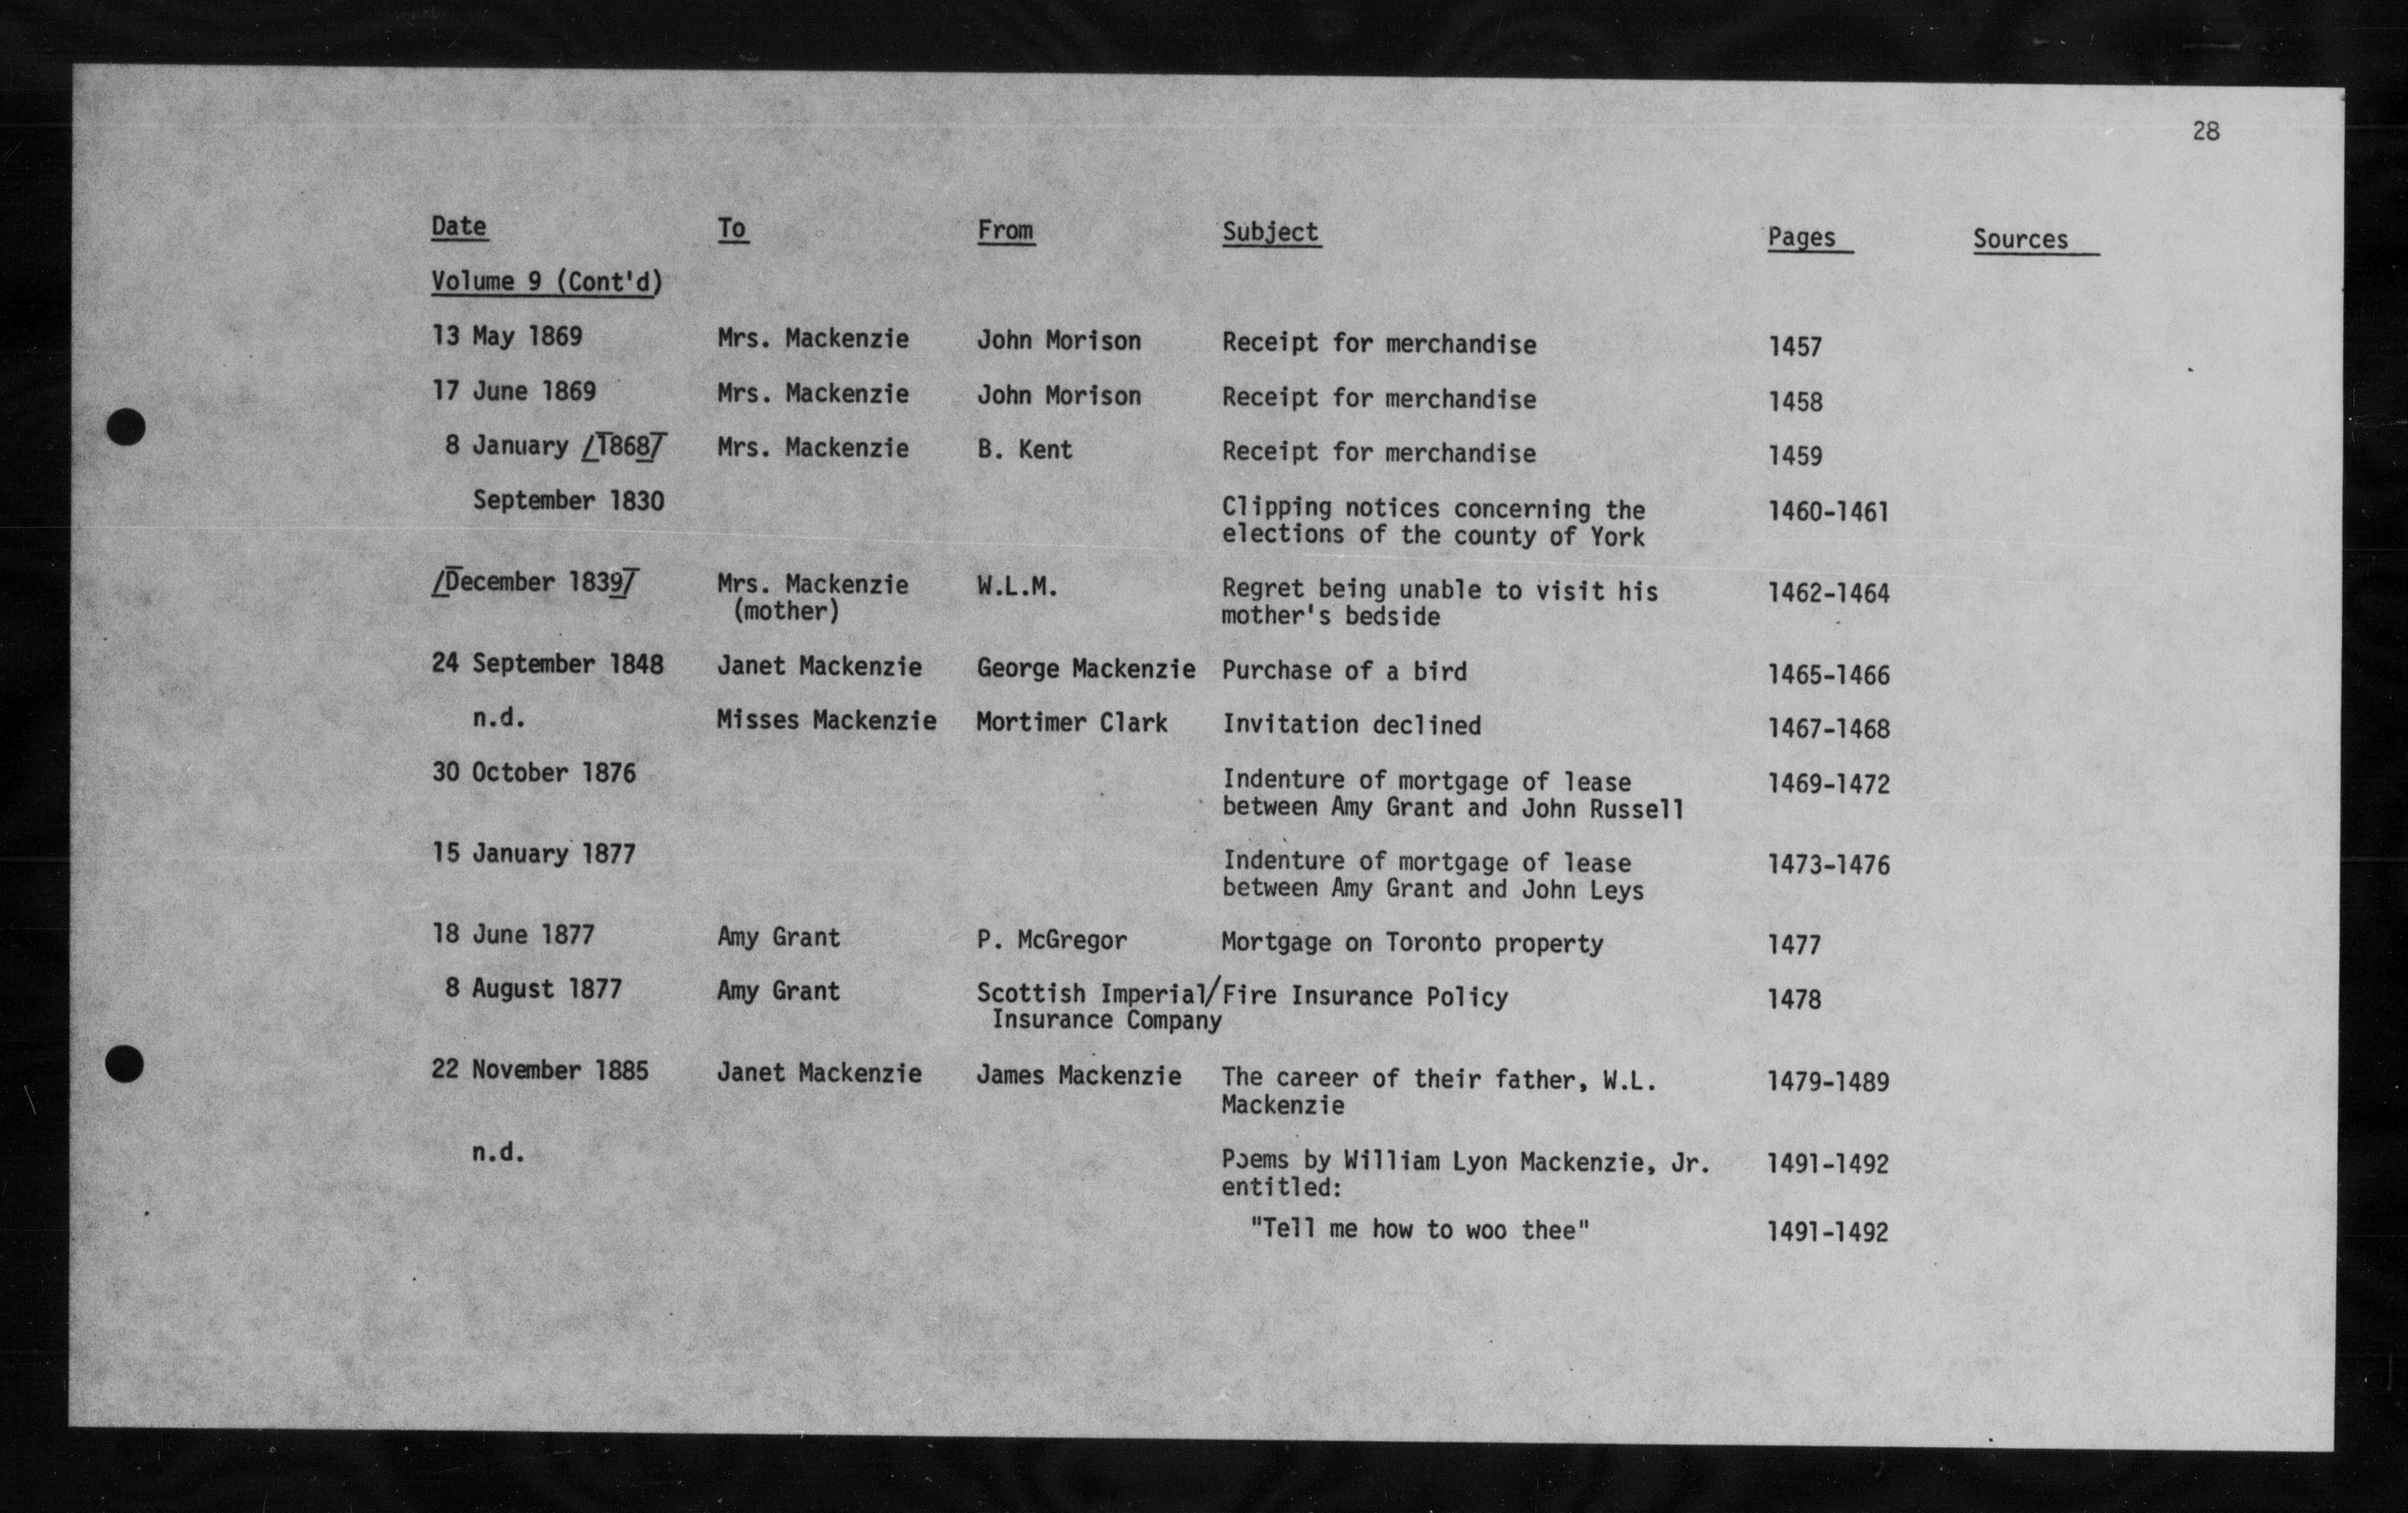 28
Date To From Subject Pages Sources
Volume 9 (Cont'd)
13 May 1869 Mrs. Mackenzie John Morison Receipt for merchandise 1457
17 June 1869 Mrs. Mackenzie John Morison Receipt for merchandise 1458
8 January [1868] Mrs. Mackenzie B. Kent Receipt for merchandise 1459
September 1830 Clipping notices concerning the 1460-1461
elections of the county of York
[December 1839] Mrs. Mackenzie W.L.M. Regret being unable to visit his 1462-1464
(mother) mother's bedside
24 September 1848 Janet Mackenzie George Mackenzie Purchase of a bird 1465-1466
n.d. Misses Mackenzie Mortimer Clark Invitation declined 1467-1468
30 October 1876 Indenture of mortgage of lease 1469-1472
between Amy Grant and John Russell
15 January 1877 Indenture of mortgage of lease 1473-1476
between Amy Grant and John Leys
18 June 1877 Amy Grant P. McGregor Mortgage on Toronto property 1477
8 August 1877 Amy Grant Scottish Imperial/Fire Insurance Policy 1478
Insurance Company
22 November 1885 Janet Mackenzie James Mackenzie The career of their father, W.L. 1479-1489
Mackenzie
n.d. Poems by William Lyon Mackenzie, Jr. 1491-1492
entitled:
"Tell me how to woo thee" 1491-1492